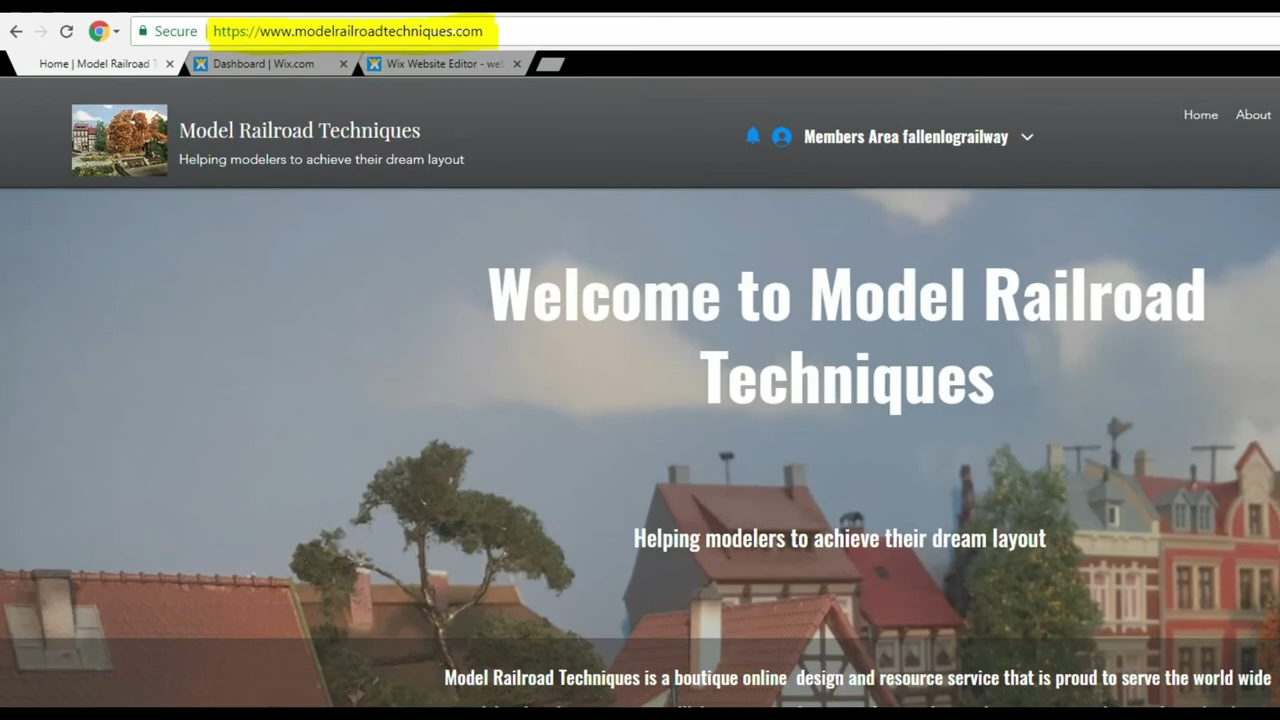 Secure https://www.modelrailroadtechniques.com
Home | Model Railroad
Dashboard | Wix.com
Wix Website Editor -
Model Railroad Techniques
Helping modelers to achieve their dream layout
Members Area fallenlograilway
Home About
Welcome to Model Railroad
Techniques
Helping modelers to achieve their dream layout
Model Railroad Techniques is a boutique online design and resource service that is proud to serve the world wide